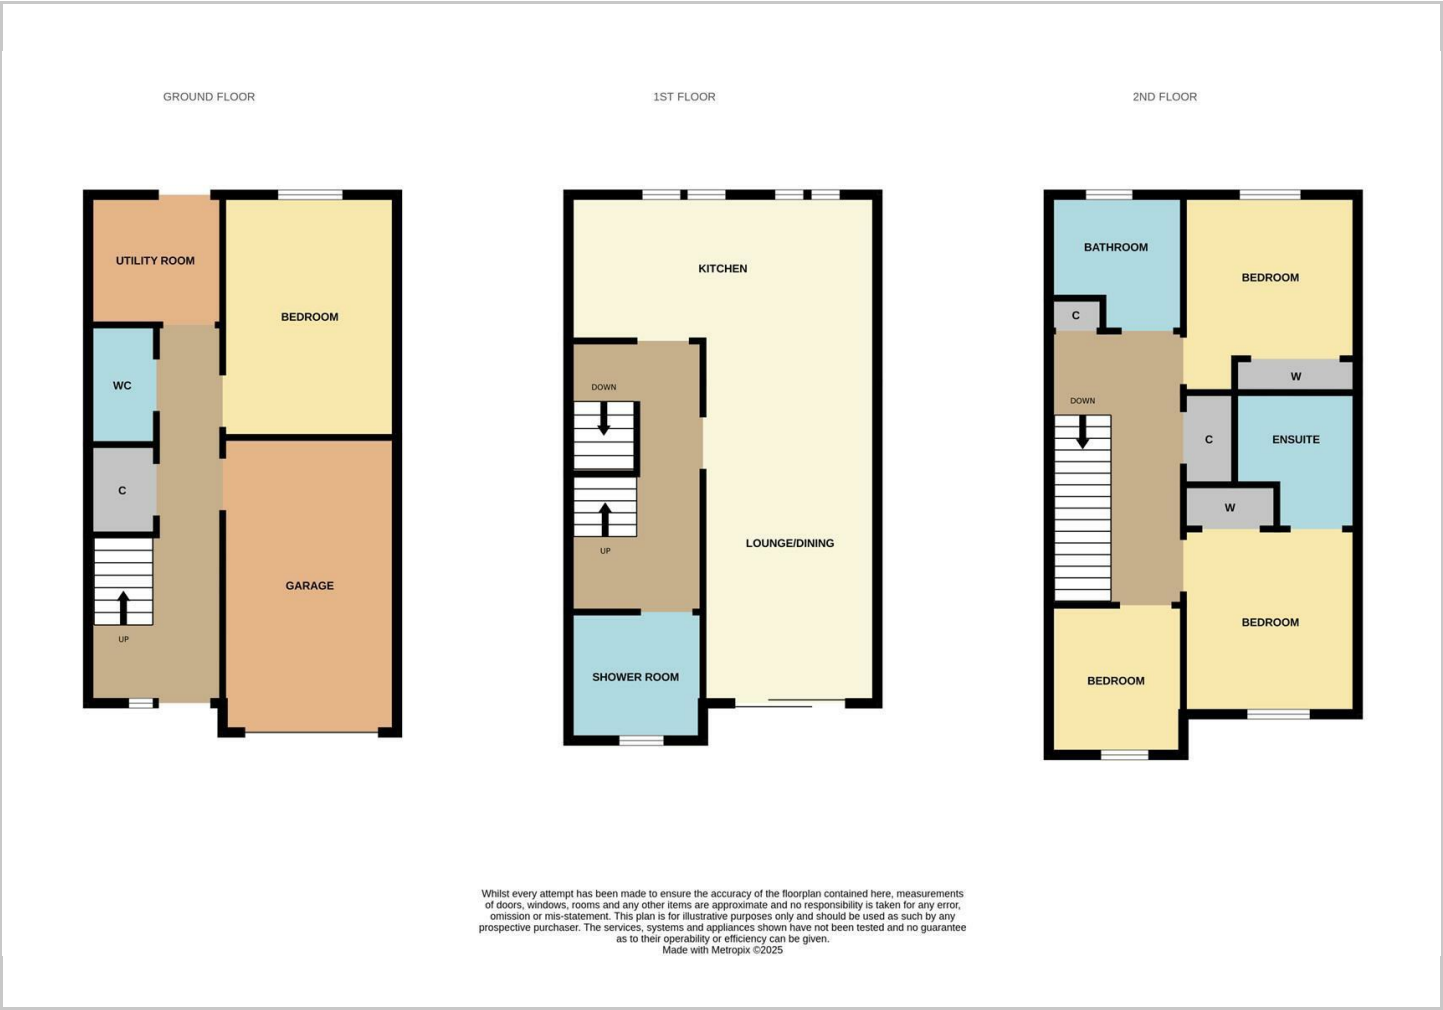 GROUND FLOOR
UTILITY ROOM
BEDROOM
WC
C
GARAGE
UP
1ST FLOOR
KITCHEN
DOWN
LOUNGE/DINING
UP
SHOWER ROOM
2ND FLOOR
BATHROOM
BEDROOM
C
W
DOWN
C
ENSUITE
W
BEDROOM
BEDROOM
Whilst every attempt has been made to ensure the accuracy of the floorplan contained here, measurements
of doors, windows, rooms and any other items are approximate and no responsibility is taken for any error,
omission or mis-statement. This plan is for illustrative purposes only and should be used as such by any
prospective purchaser. The services, systems and appliances shown have not been tested and no guarantee
as to their operability or efficiency can be given.
Made with Metropix ©2025